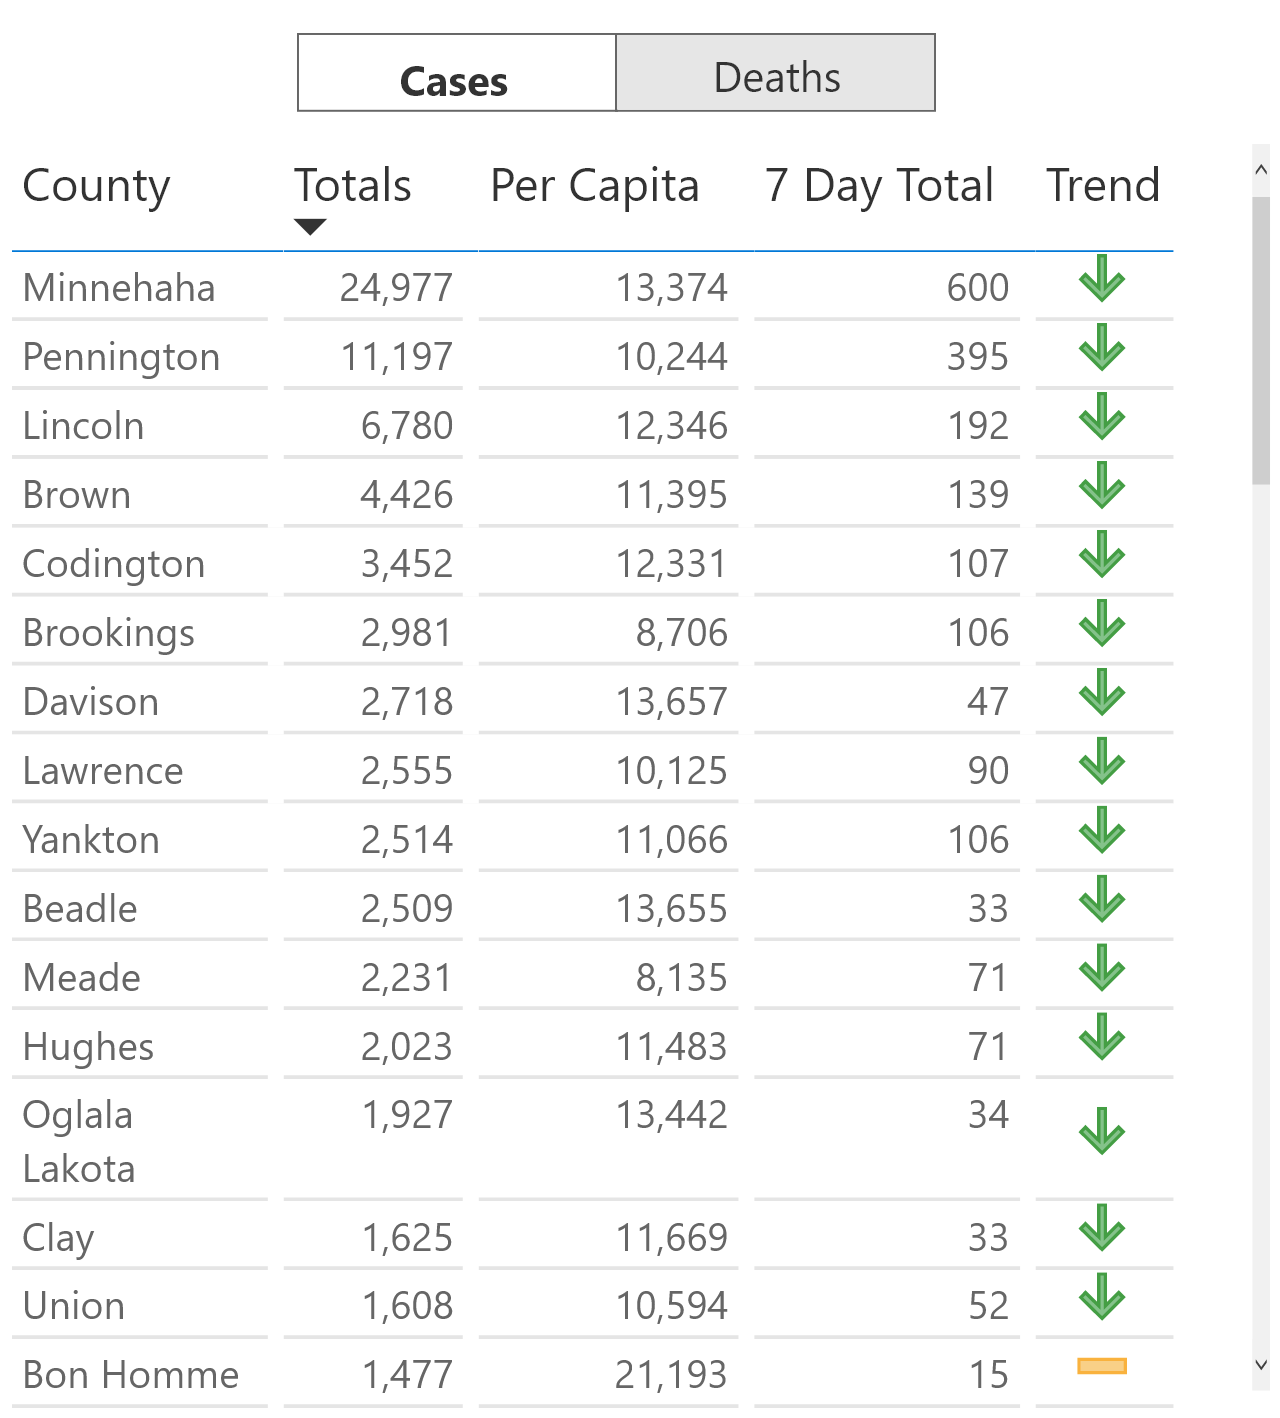 Cases Deaths
County Totals Per Capita 7 Day Total Trend
Minnehaha 24,977 13,374 600
Pennington 11,197 10,244 395
Lincoln 6,780 12,346 192
Brown 4,426 11,395 139
Codington 3,452 12,331 107
Brookings 2,981 8,706 106
Davison 2,718 13,657 47
Lawrence 2,555 10,125 90
Yankton 2,514 11,066 106
Beadle 2,509 13,655 33
Meade 2,231 8,135 71
Hughes 2,023 11,483 71
Oglala 1,927 13,442 34
Lakota
Clay 1,625 11,669 33
Union 1,608 10,594 52
Bon Homme 1,477 21,193 15